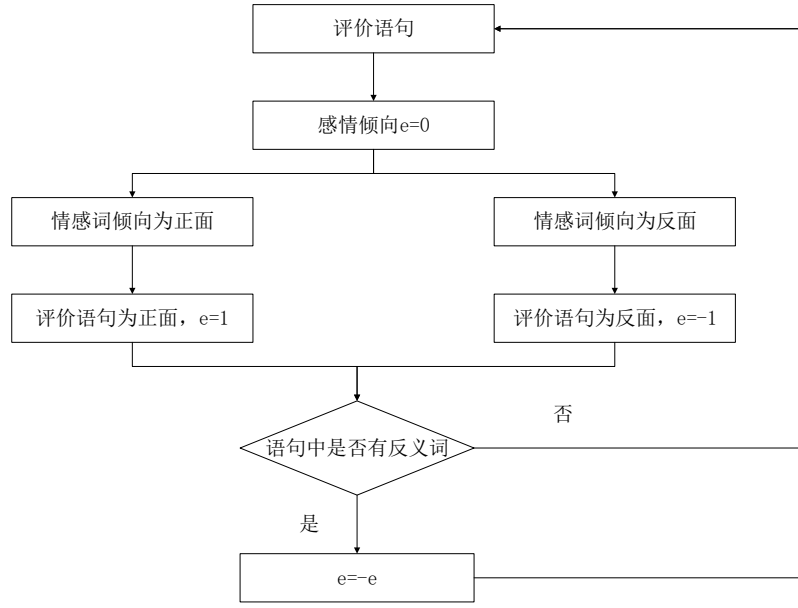 评价语句
感情倾向e=0
情感词倾向为正面
情感词倾向为反面
评价语句为正面，e=1
评价语句为反面，e=-1
否
语句中是否有反义词
是
e=-e